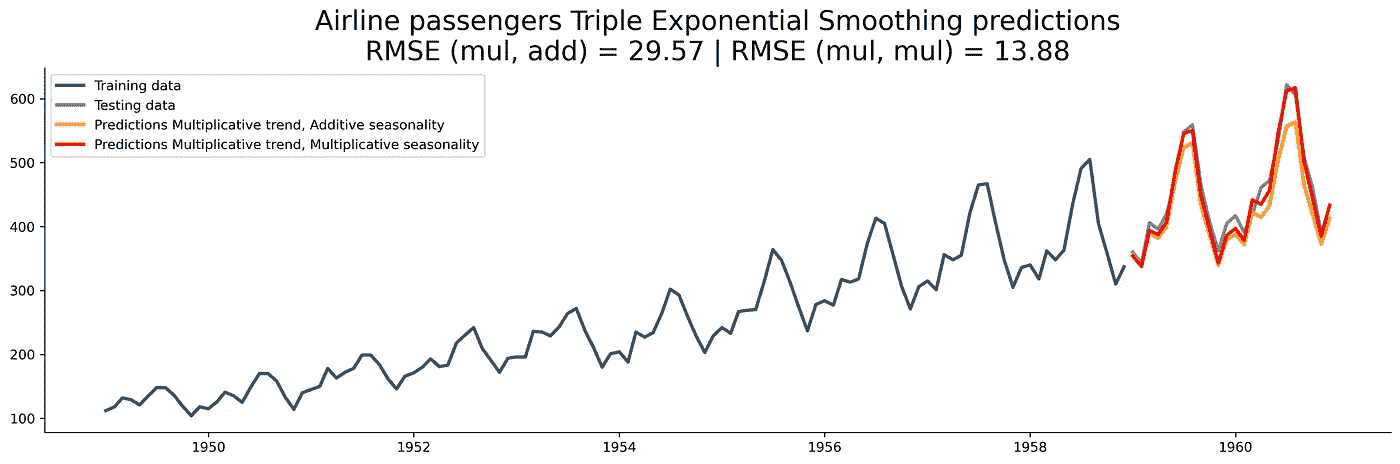 Airline passengers Triple Exponential Smoothing predictions
RMSE (mul, add) = 29.57 | RMSE (mul, mul) = 13.88
Training data
Testing data
Predictions Multiplicative trend, Additive seasonality
Predictions Multiplicative trend, Multiplicative seasonality
600
500
400
300
200
100
1950 1952 1954 1956 1958 1960